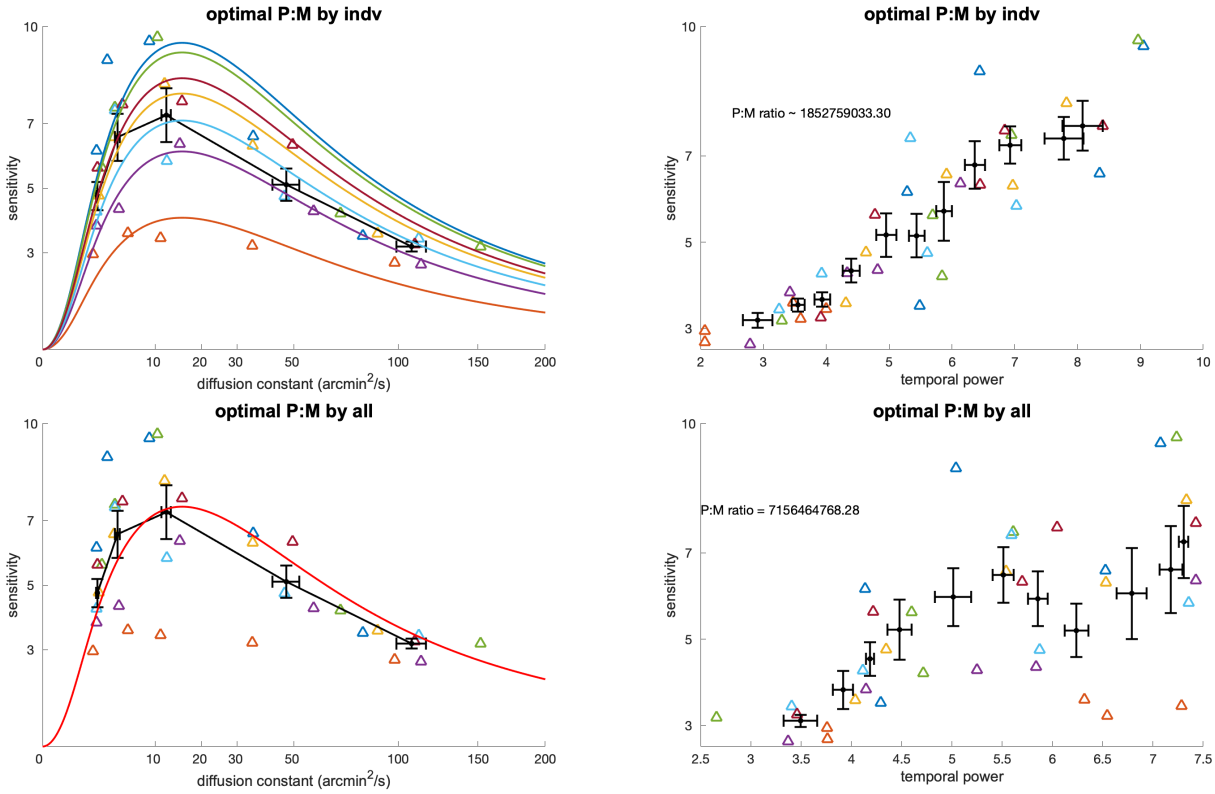 optimal P:M by indv
10
7
5
3
sensitivity
0 10 20 30 50 100 150 200
diffusion constant (arcmin2/s)
optimal P:M by indv
10
7
5
3
sensitivity
P:M ratio ~ 1852759033.30
2 3 4 5 6 7 8 9 10
temporal power
optimal P:M by all
10
7
5
3
sensitivity
0 10 20 30 50 100 150 200
diffusion constant (arcmin2/s)
optimal P:M by all
10
7
5
3
sensitivity
P:M ratio = 7156464768.28
2.5 3 3.5 4 4.5 5 5.5 6 6.5 7 7.5
temporal power